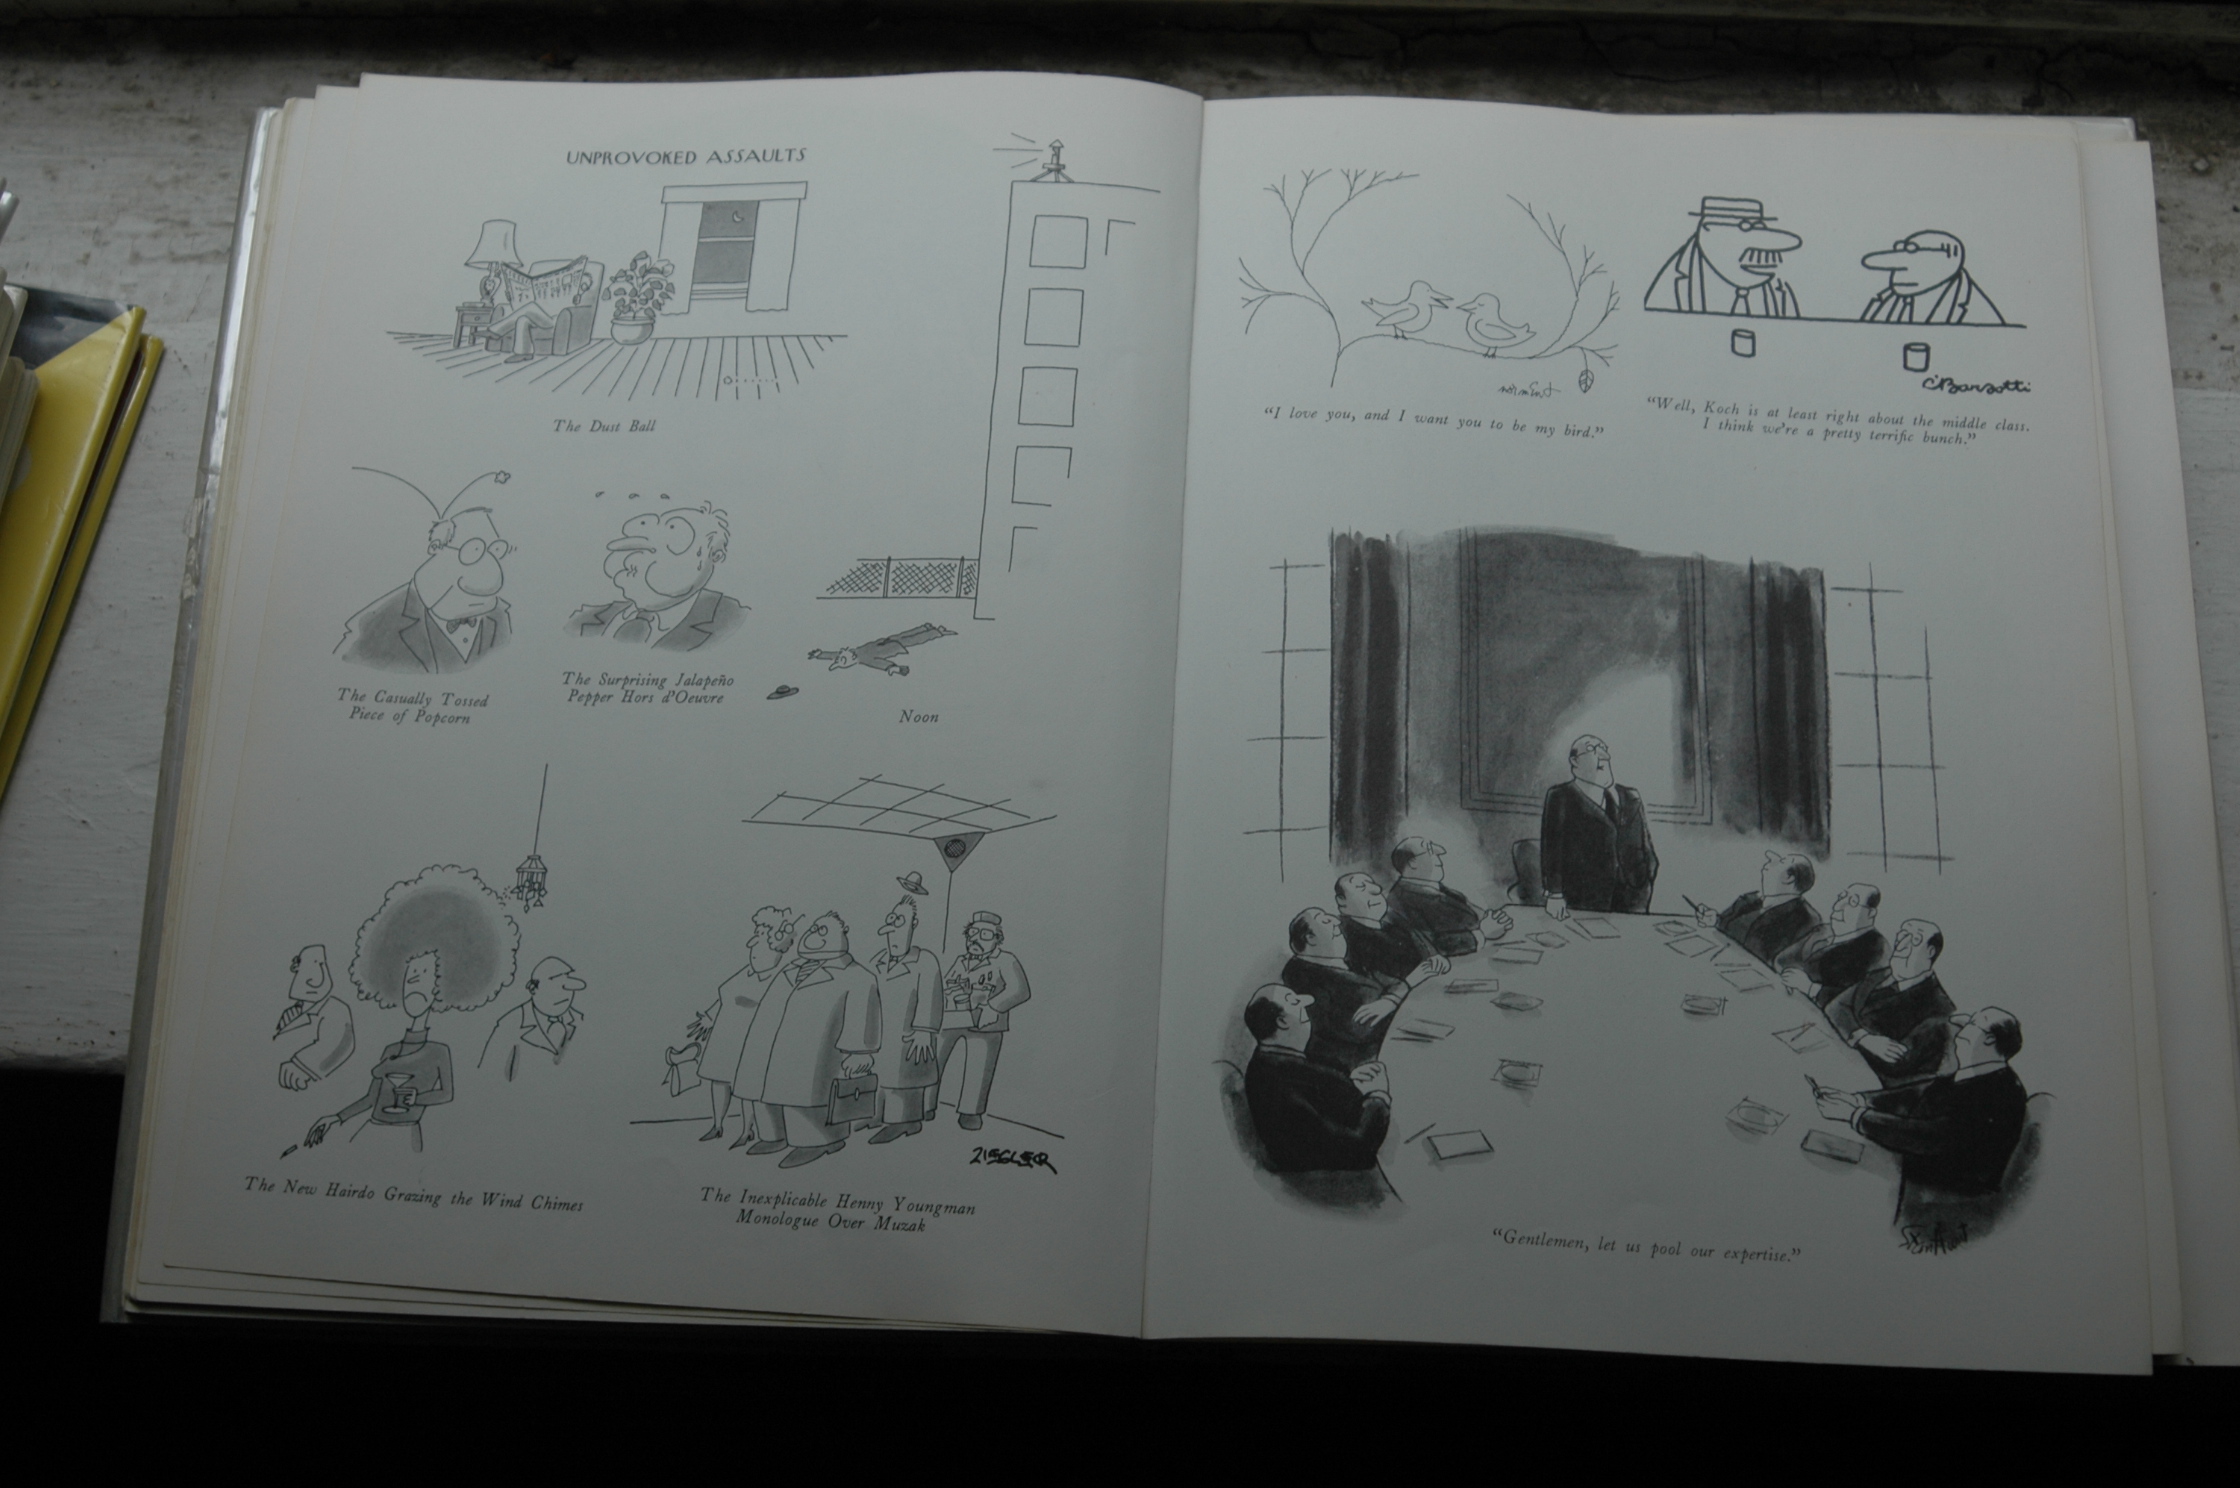 UNPROVOKED ASSAULTS
The Dust Ball
The Casually Tossed
Piece of Popcorn
The Surprising Jalapeño
Pepper Hors d'Oeuvre
Noon
The New Hairdo Grazing the Wind Chimes
ZIEGLER
The Inexplicable Henny Youngman
Monologue Over Muzak
"I love you, and I want you to be my bird."
C Barsotti
"Well, Koch is at least right about the middle class.
I think we're a pretty terrific bunch."
"Gentlemen, let us pool our expertise."